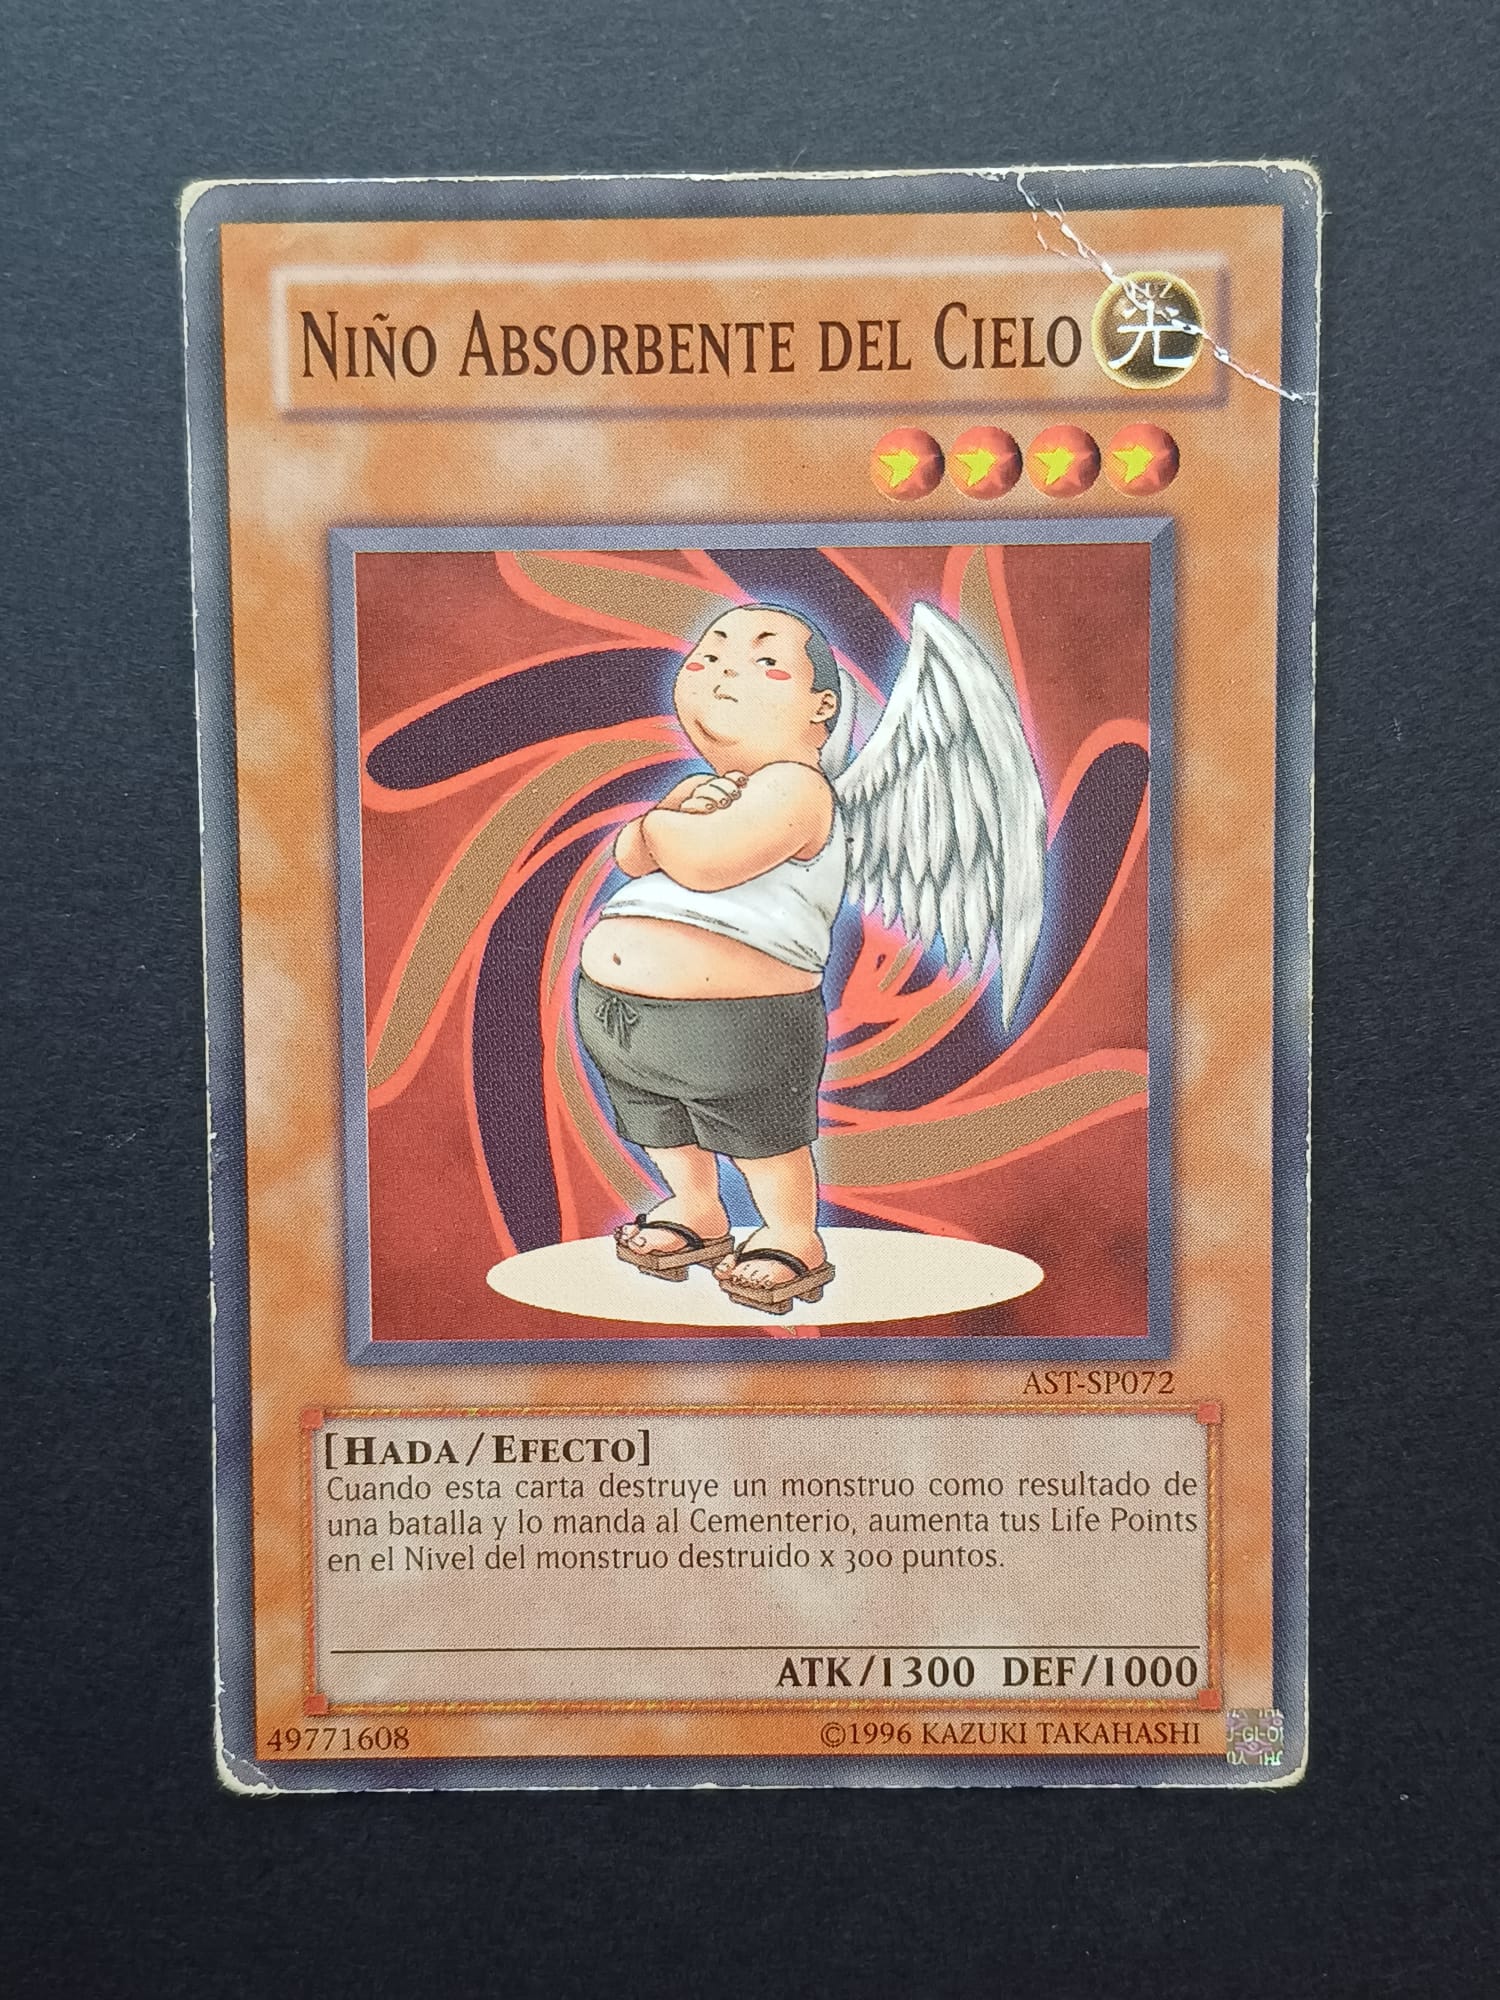 NIÑO ABSORBENTE DEL CIELO
LUZ
光
AST-SP072
[HADA/EFECTO]
Cuando esta carta destruye un monstruo como resultado de
una batalla y lo manda al Cementerio, aumenta tus Life Points
en el Nivel del monstruo destruido x 300 puntos.
ATK/1300 DEF/1000
49771608
©1996 KAZUKI TAKAHASHI